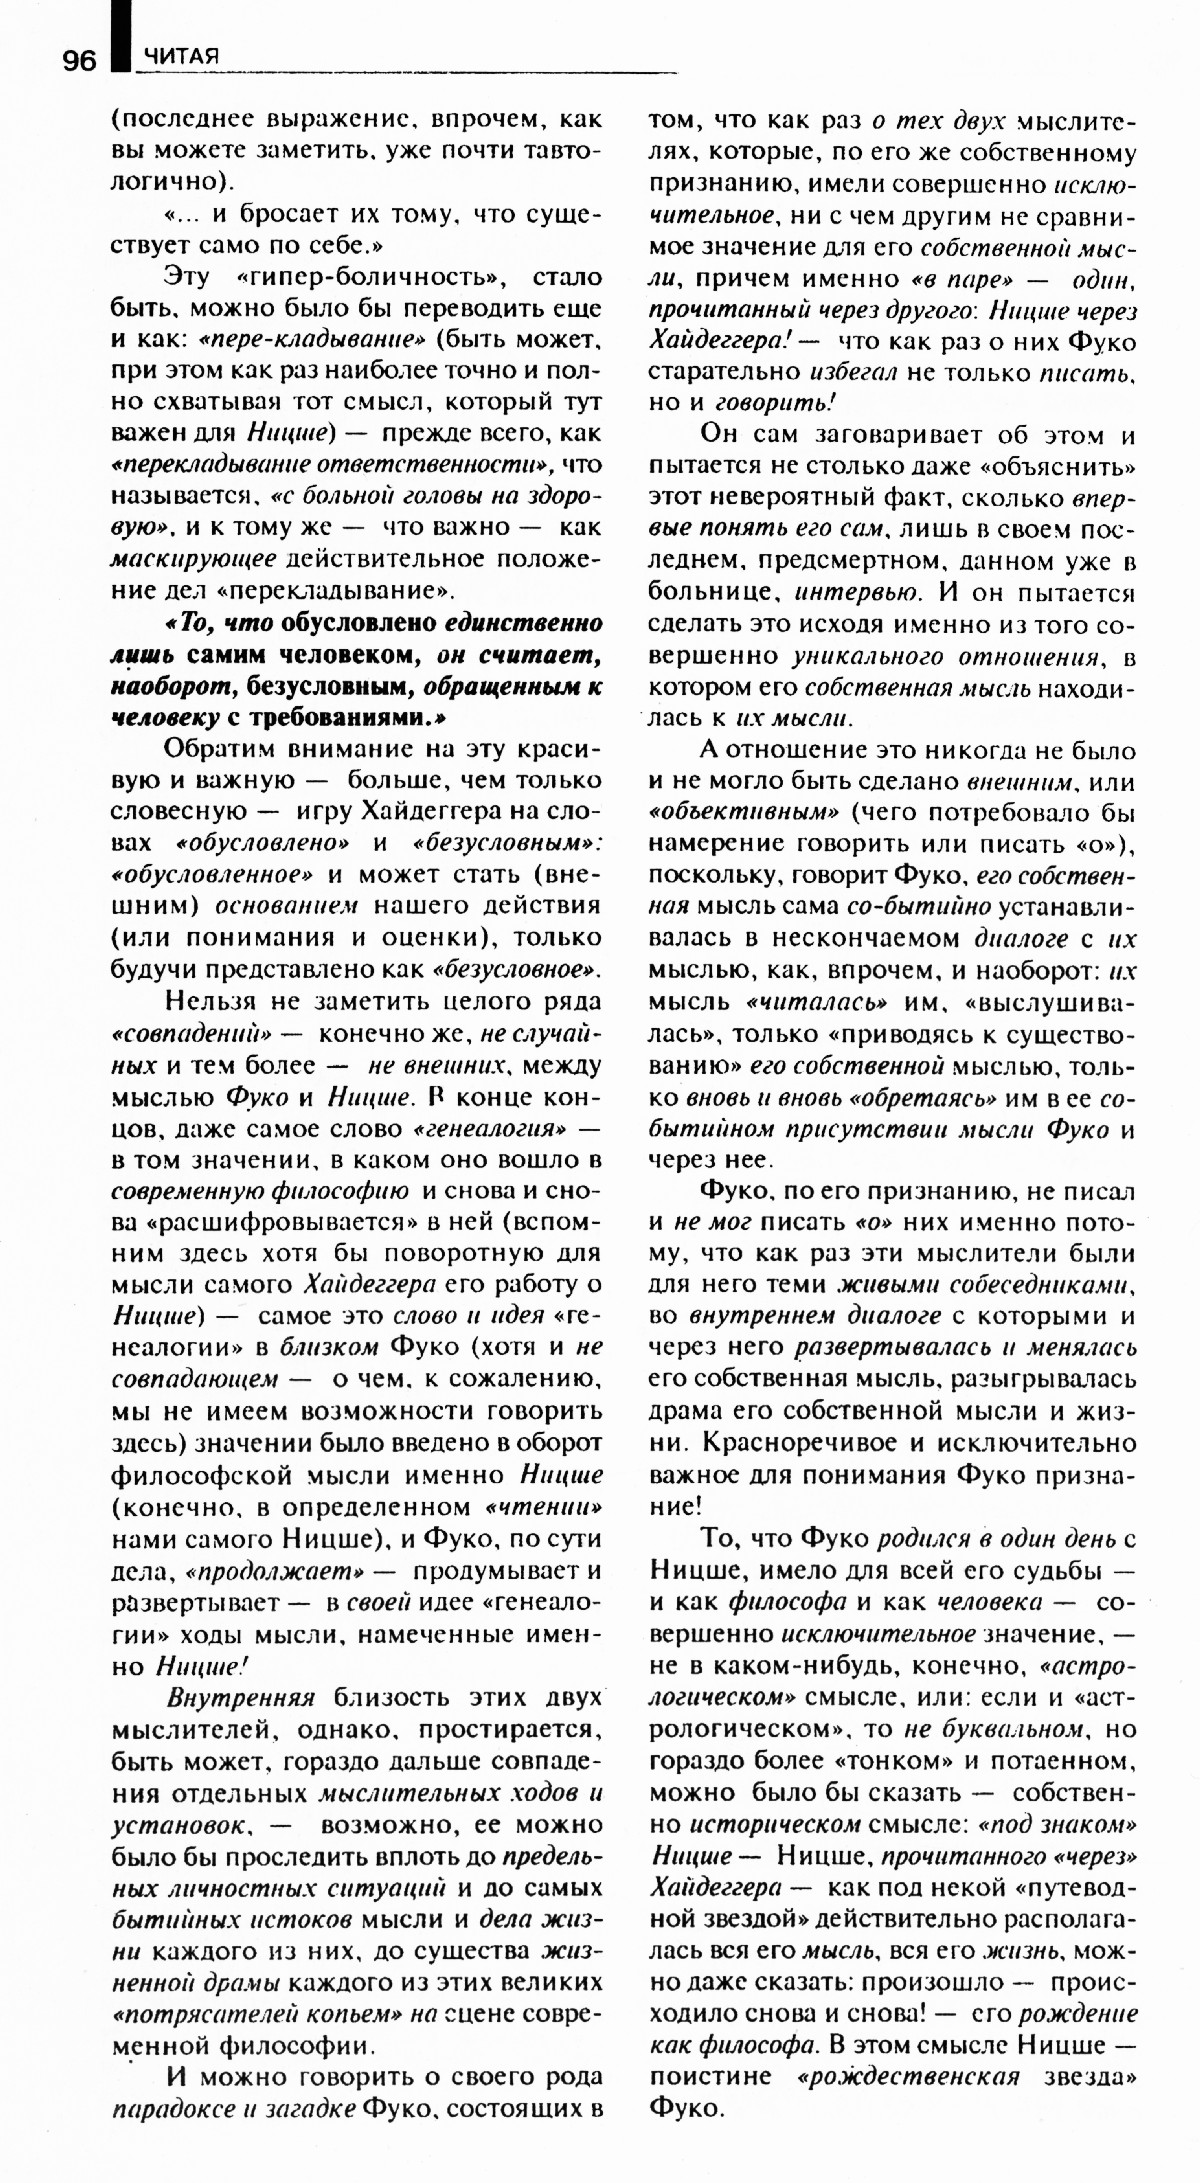 96
ЧИТАЯ
(последнее выражение, впрочем, как
вы можете заметить, уже почти тавто-
логично).
«... и бросает их тому, что суще-
ствует само по себе.»
Эту «гипер-боличность», стало
быть, можно было бы переводить еще
и как: «пере-кладывание» (быть может,
при этом как раз наиболее точно и пол-
но схватывая тот смысл, который тут
важен для Ницше) — прежде всего, как
«перекладывание ответственности», что
называется, «с больной головы на здоро-
вую», и к тому же — что важно — как
маскирующее действительное положе-
ние дел «перекладывание».
«То, что обусловлено единственно
лишь самим человеком, он считает,
наоборот, безусловным, обращенным к
человеку с требованиями.»
Обратим внимание на эту краси-
вую и важную — больше, чем только
словесную — игру Хайдеггера на сло-
вах «обусловлено» и «безусловным»:
«обусловленное» и может стать (вне-
шним) основанием нашего действия
(или понимания и оценки), только
будучи представлено как «безусловное».
Нельзя не заметить целого ряда
«совпадений» — конечно же, не случай-
ных и тем более — не внешних, между
мыслью Фуко и Ницше. В конце кон-
цов, даже самое слово «генеалогия» —
в том значении, в каком оно вошло в
современную философию и снова и сно-
ва «расшифровывается» в ней (вспом-
ним здесь хотя бы поворотную для
мысли самого Хайдеггера его работу о
Ницше) — самое это слово и идея «ге-
неалогии» в близком Фуко (хотя и не
совпадающем — о чем, к сожалению,
мы не имеем возможности говорить
здесь) значении было введено в оборот
философской мысли именно Ницше
(конечно, в определенном «чтении»
нами самого Ницше), и Фуко, по сути
дела, «продолжает» — продумывает и
развертывает — в своей идее «генеало-
гии» ходы мысли, намеченные имен-
но Ницше!
Внутренняя близость этих двух
мыслителей, однако, простирается,
быть может, гораздо дальше совпаде-
ния отдельных мыслительных ходов и
установок, — возможно, ее можно
было бы проследить вплоть до предель-
ных личностных ситуаций и до самых
бытийных истоков мысли и дела жиз-
ни каждого из них, до существа жиз-
ненной драмы каждого из этих великих
«потрясателей копьем» на сцене совре-
менной философии.
И можно говорить о своего рода
парадоксе и загадке Фуко, состоящих в
том, что как раз о тех двух мыслите-
лях, которые, по его же собственному
признанию, имели совершенно исклю-
чительное, ни с чем другим не сравни-
мое значение для его собственной мыс-
ли, причем именно «в паре» — один,
прочитанный через другого: Ницше через
Хайдеггера! — что как раз о них Фуко
старательно избегал не только писать,
но и говорить!
Он сам заговаривает об этом и
пытается не столько даже «объяснить»
этот невероятный факт, сколько впер-
вые понять его сам, лишь в своем пос-
леднем, предсмертном, данном уже в
больнице, интервью. И он пытается
сделать это исходя именно из того со-
вершенно уникального отношения, в
котором его собственная мысль находи-
лась к их мысли.
А отношение это никогда не было
и не могло быть сделано внешним, или
«объективным» (чего потребовало бы
намерение говорить или писать «о»),
поскольку, говорит Фуко, его собствен-
ная мысль сама со-бытийно устанавли-
валась в нескончаемом диалоге с их
мыслью, как, впрочем, и наоборот: их
мысль «читалась» им, «выслушива-
лась», только «приводясь к существо-
ванию» его собственной мыслью, толь-
ко вновь и вновь «обретаясь» им в ее со-
бытийном присутствии мысли Фуко и
через нее.
Фуко, по его признанию, не писал
и не мог писать «о» них именно пото-
му, что как раз эти мыслители были
для него теми живыми собеседниками,
во внутреннем диалоге с которыми и
через него развертывалась и менялась
его собственная мысль, разыгрывалась
драма его собственной мысли и жиз-
ни. Красноречивое и исключительно
важное для понимания Фуко призна-
ние!
То, что Фуко родился в один день с
Ницше, имело для всей его судьбы —
и как философа и как человека — со-
вершенно исключительное значение, —
не в каком-нибудь, конечно, «астро-
логическом» смысле, или: если и «аст-
рологическом», то не буквальном, но
гораздо более «тонком» и потаенном,
можно было бы сказать — собствен-
но историческом смысле: «под знаком»
Ницше — Ницше, прочитанного «через»
Хайдеггера — как под некой «путевод-
ной звездой» действительно располага-
лась вся его мысль, вся его жизнь, мож-
но даже сказать: произошло — проис-
ходило снова и снова! — его рождение
как философа. В этом смысле Ницше —
поистине «рождественская звезда»
Фуко.